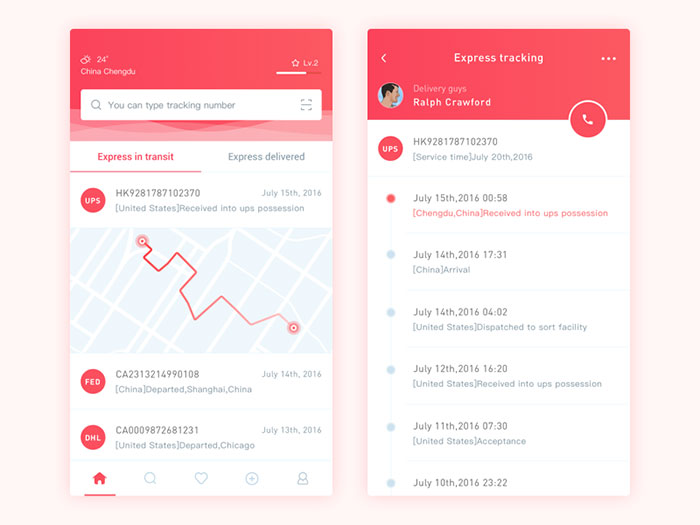 24°
China Chengdu
Lv.2
You can type tracking number
Express in transit
Express delivered
UPS
HK9281787102370
July 15th, 2016
[United States]Received into ups possession
FED
CA2313214990108
July 14th, 2016
[China]Departed,Shanghai,China
DHL
CA0009872681231
July 13th, 2016
[United States]Departed,Chicago
Express tracking
Delivery guys
Ralph Crawford
UPS
HK9281787102370
[Service time]July 20th,2016
July 15th,2016 00:58
[Chengdu,China]Received into ups possession
July 14th,2016 17:31
[China]Arrival
July 14th,2016 04:02
[United States]Dispatched to sort facility
July 12th,2016 16:20
[United States]Received into ups possession
July 11th,2016 07:30
[United States]Acceptance
July 10th,2016 23:22